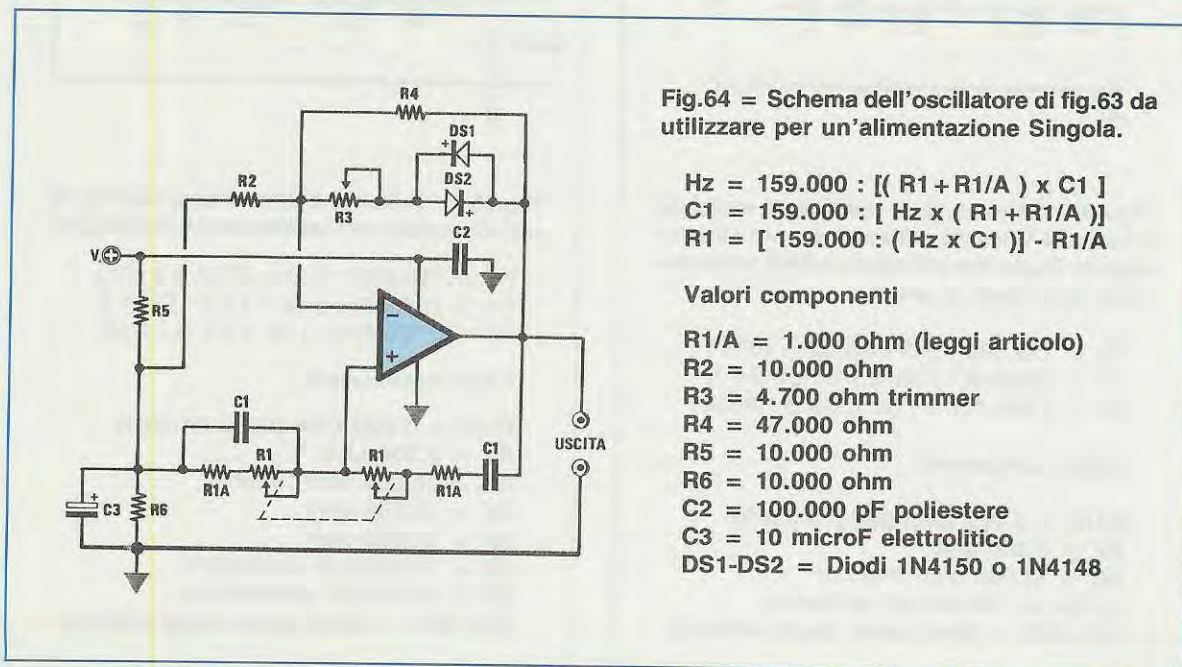 R4
DS1
+
R2
DS2
R3
+
C2
V.
R5
-
+
C1
R1
R1
C1
USCITA
R1A
R1A
+
C3
R6
Fig.64 = Schema dell'oscillatore di fig.63 da
utilizzare per un'alimentazione Singola.
Hz = 159.000 : [( R1 + R1/A ) x C1 ]
C1 = 159.000 : [ Hz x ( R1 + R1/A )]
R1 = [ 159.000 : ( Hz x C1 )] - R1/A
Valori componenti
R1/A = 1.000 ohm (leggi articolo)
R2 = 10.000 ohm
R3 = 4.700 ohm trimmer
R4 = 47.000 ohm
R5 = 10.000 ohm
R6 = 10.000 ohm
C2 = 100.000 pF poliestere
C3 = 10 microF elettrolitico
DS1-DS2 = Diodi 1N4150 o 1N4148